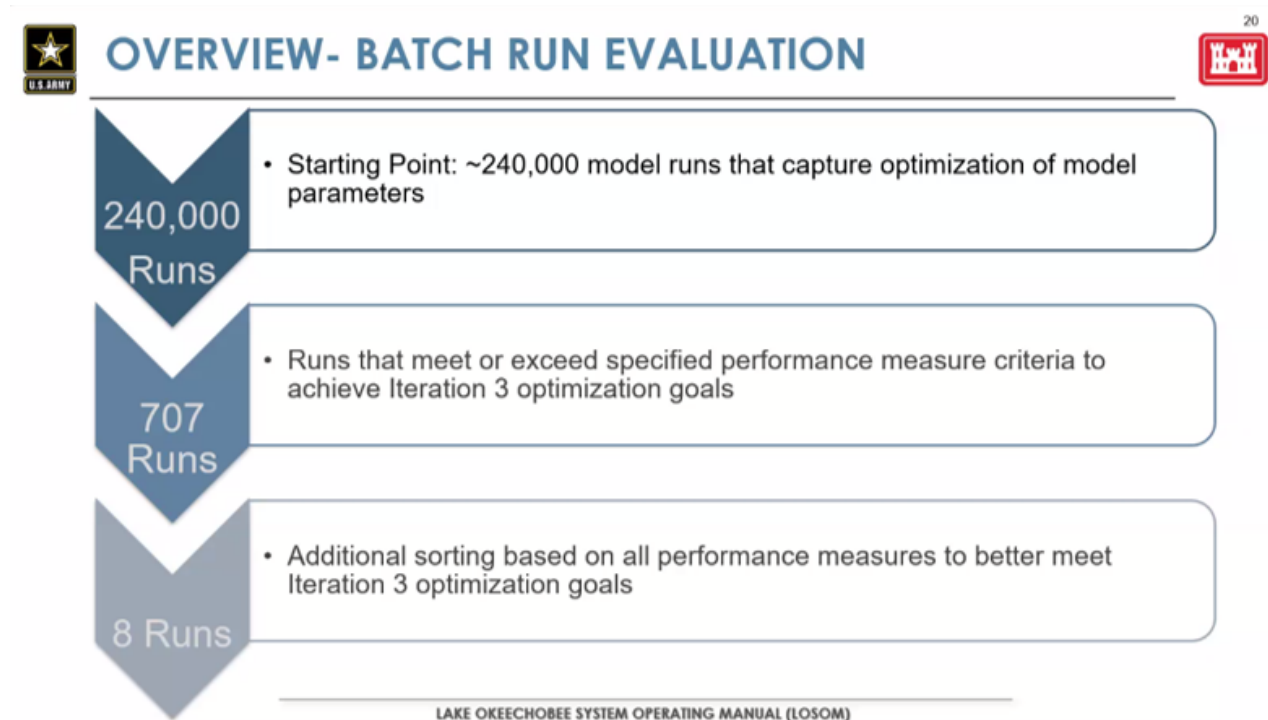 20
U.S.ARMY
OVERVIEW- BATCH RUN EVALUATION
240,000
Runs
• Starting Point: ~240,000 model runs that capture optimization of model
parameters
707
Runs
• Runs that meet or exceed specified performance measure criteria to
achieve Iteration 3 optimization goals
8 Runs
• Additional sorting based on all performance measures to better meet
Iteration 3 optimization goals
LAKE OKEECHOBEE SYSTEM OPERATING MANUAL (LOSOM)